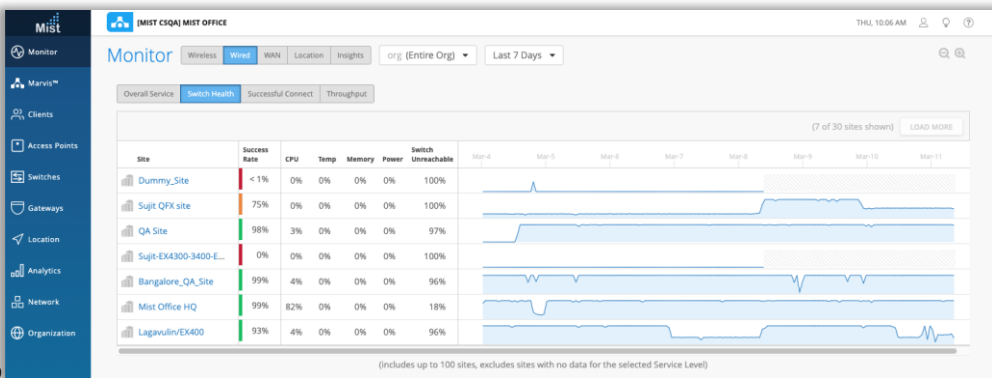 Mist
[MIST CSQA] MIST OFFICE
THU, 10:06 AM
Monitor
Marvis™
Clients
Access Points
Switches
Gateways
Location
Analytics
Network
Organization
Monitor Wireless Wired WAN Location Insights org (Entire Org) Last 7 Days
Overall Service Switch Health Successful Connect Throughput
(7 of 30 sites shown) LOAD MORE
Site Success Rate CPU Temp Memory Power Switch Unreachable Mar-4 Mar-5 Mar-6 Mar-7 Mar-8 Mar-9 Mar-10 Mar-11
Dummy_Site < 1% 0% 0% 0% 0% 100%
Sujit QFX site 75% 0% 0% 0% 0% 100%
QA Site 98% 3% 0% 0% 0% 97%
Sujit-EX4300-3400-E... 0% 0% 0% 0% 0% 100%
Bangalore_QA_Site 99% 4% 0% 0% 0% 96%
Mist Office HQ 99% 82% 0% 0% 0% 18%
Lagavulin/EX400 93% 4% 0% 0% 0% 96%
(includes up to 100 sites, excludes sites with no data for the selected Service Level)